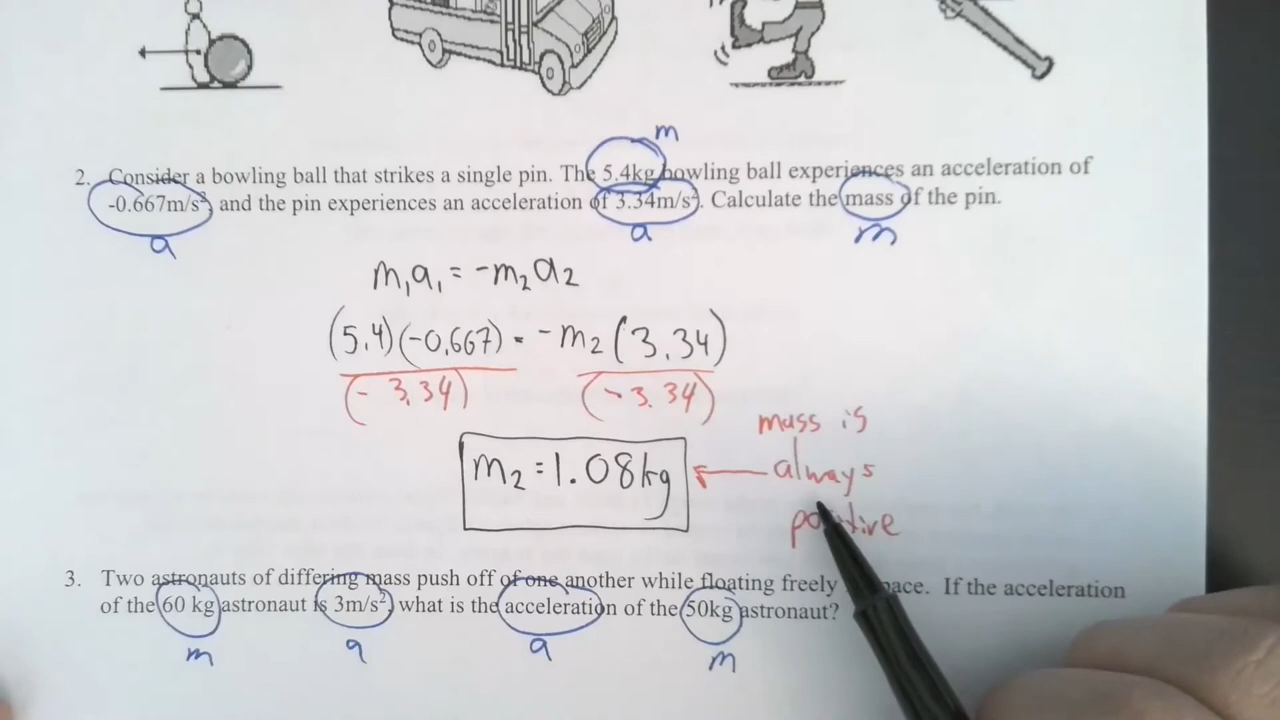 m
2. Consider a bowling ball that strikes a single pin. The 5.4kg bowling ball experiences an acceleration of
-0.667m/s², and the pin experiences an acceleration of 3.34m/s². Calculate the mass of the pin.
a a m
m₁a₁ = -m₂a₂
(5.4)(-0.667) = -m₂(3.34)
(-3.34) (-3.34)
mass is
m₂=1.08kg always
positive
3. Two astronauts of differing mass push off of one another while floating freely space. If the acceleration
of the 60 kg astronaut is 3m/s², what is the acceleration of the 50kg astronaut?
m a a m